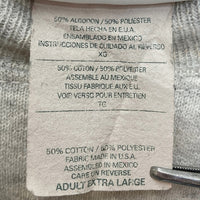 50% ALGODON / 50% POLYESTER
TELA HECHA EN E.U.A.
ENSAMBLADO EN MEXICO
INSTRUCCIONES DE CUIDADO AL REVERSO
XG
50% COTON / 50% POLYESTER
ASSEMBLE AU MEXIQUE
TISSU FABRIQUE AUX E.U.
VOIR VERSO POUR ENTRETIEN
TG
50% COTTON / 50% POLYESTER
FABRIC MADE IN U.S.A.
ASSEMBLED IN MEXICO
CARE ON REVERSE
ADULT EXTRA LARGE